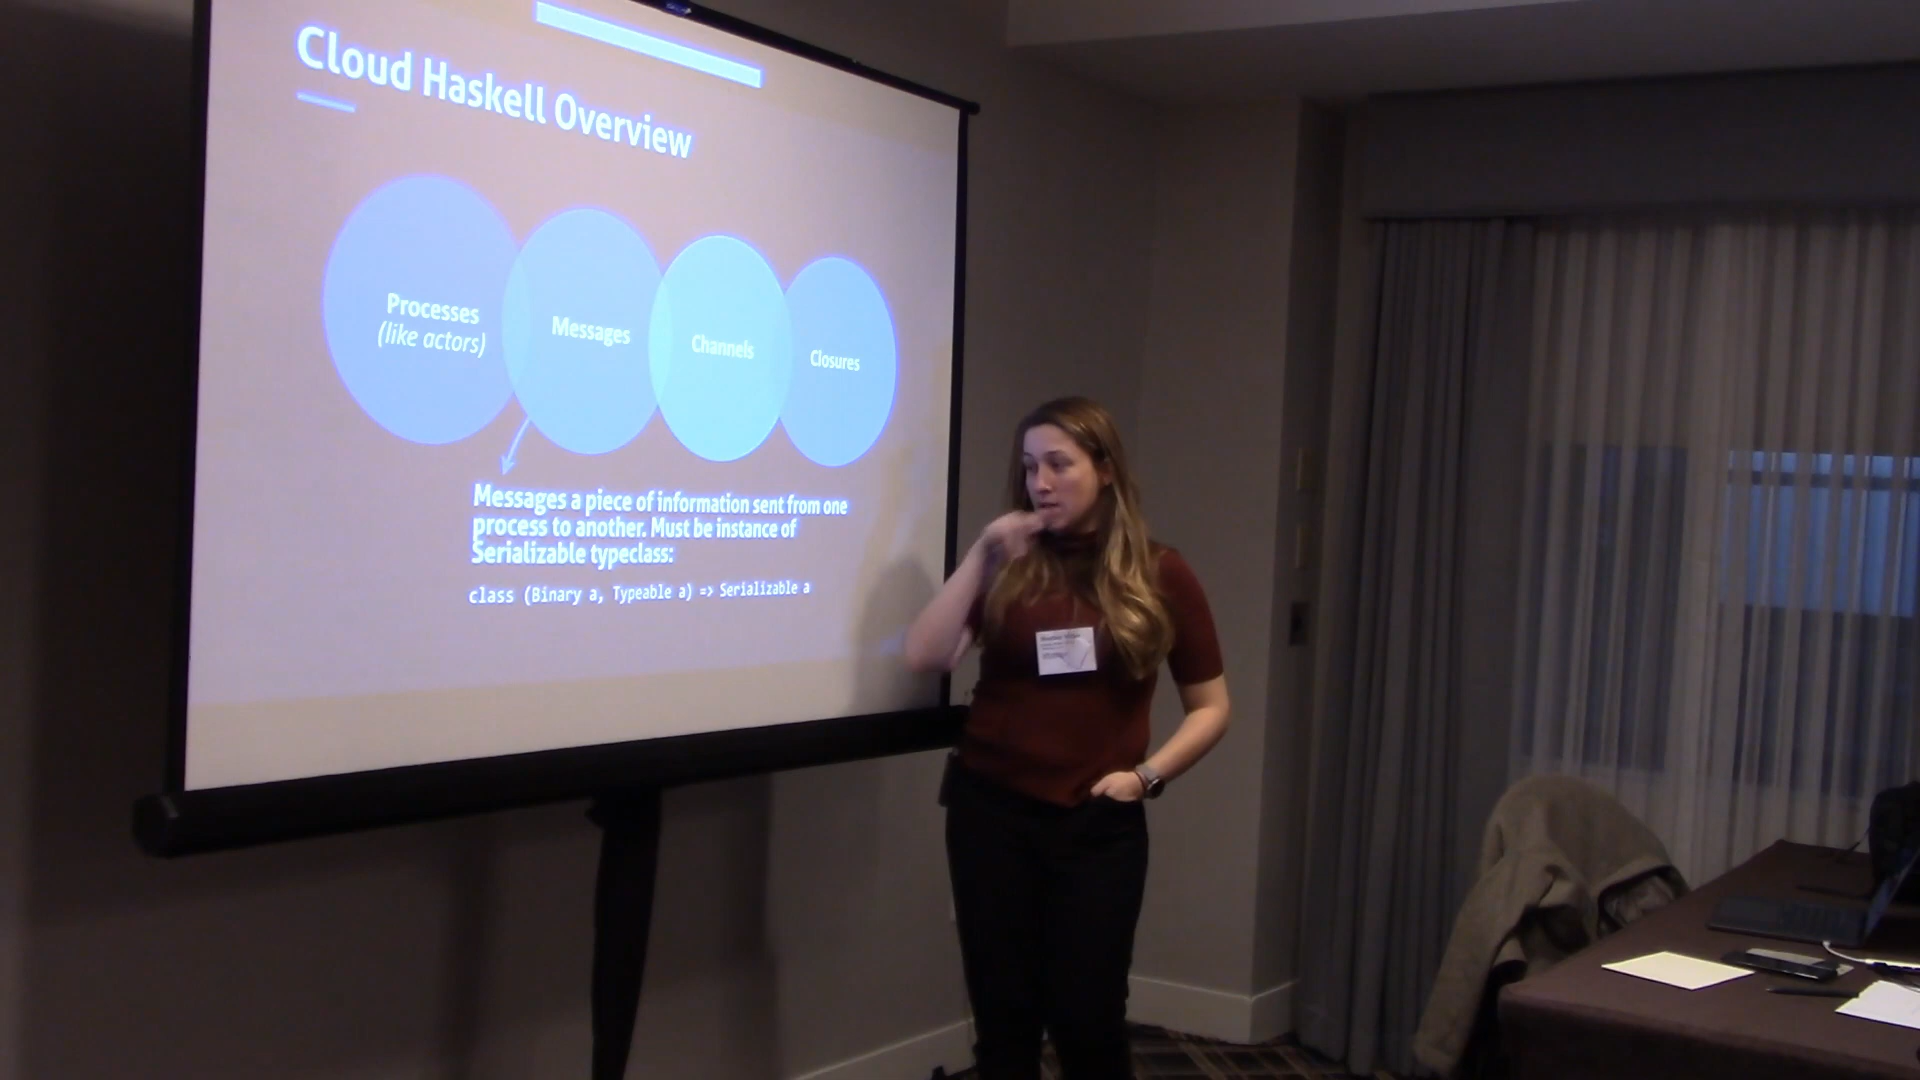 Cloud Haskell Overview
Processes
(like actors)
Messages
Channels
Closures
Messages a piece of information sent from one
process to another. Must be instance of
Serializable typeclass:
class (Binary a, Typeable a) => Serializable a